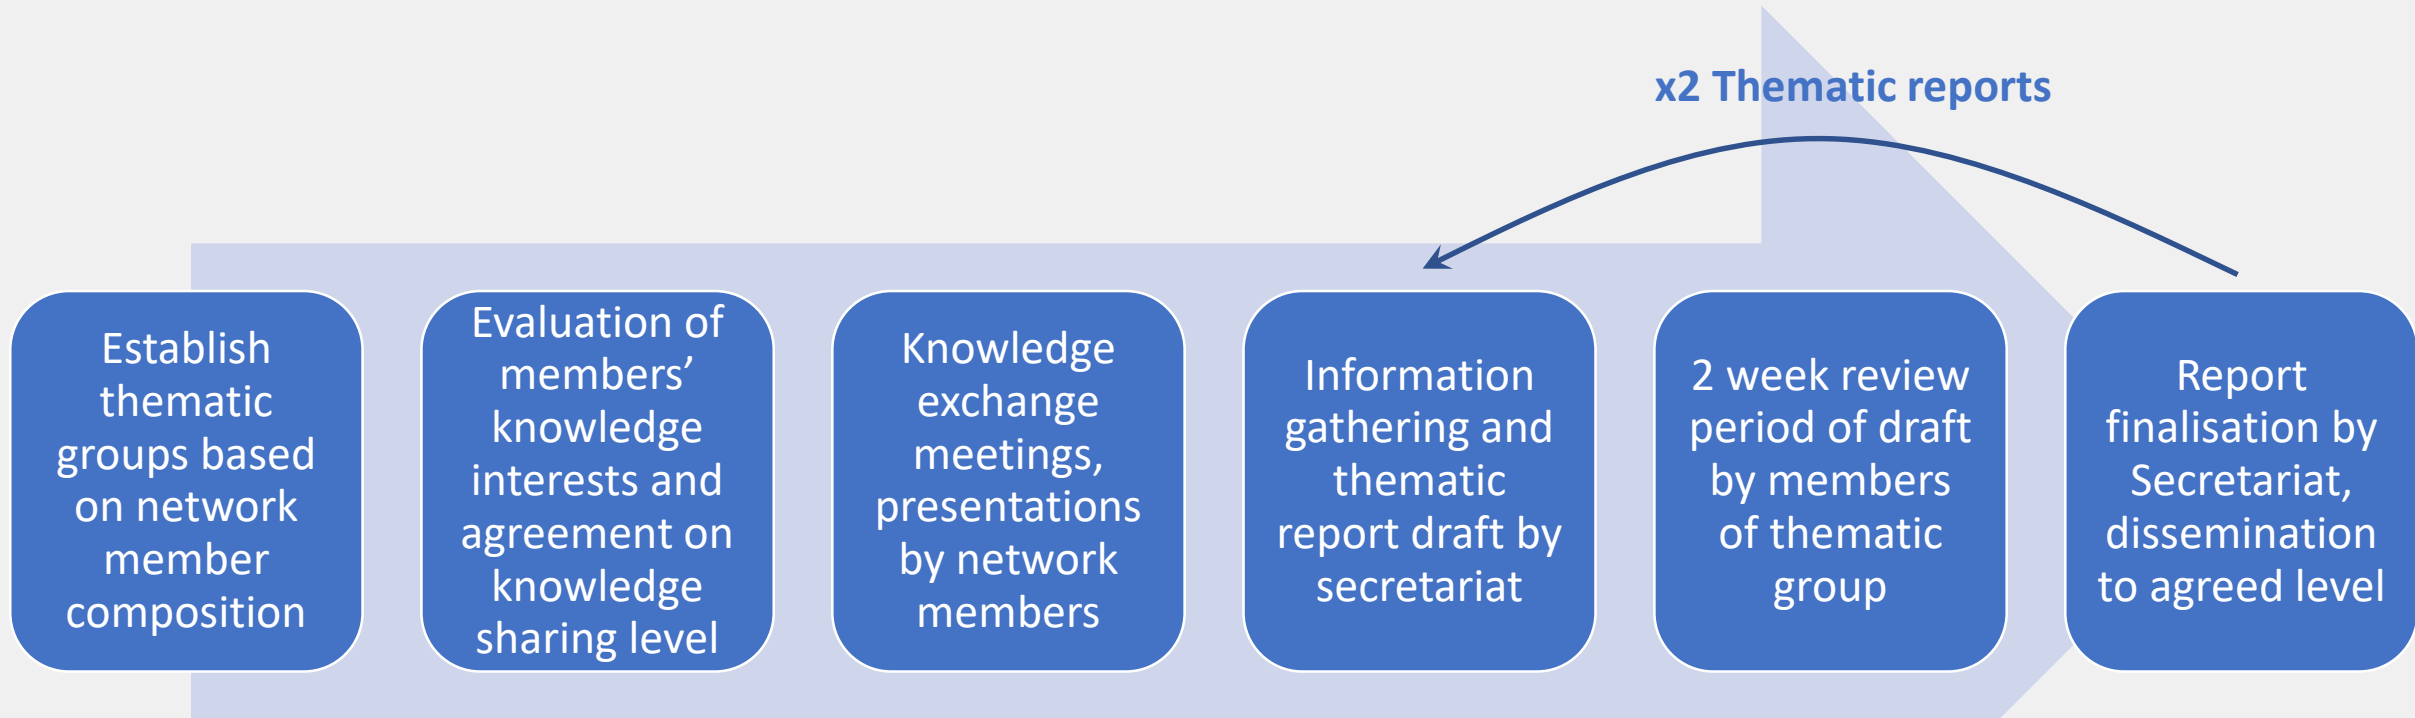 x2 Thematic reports
Establish
thematic
groups based
on network
member
composition
Evaluation of
members’
knowledge
interests and
agreement on
knowledge
sharing level
Knowledge
exchange
meetings,
presentations
by network
members
Information
gathering and
thematic
report draft by
secretariat
2 week review
period of draft
by members
of thematic
group
Report
finalisation by
Secretariat,
dissemination
to agreed level